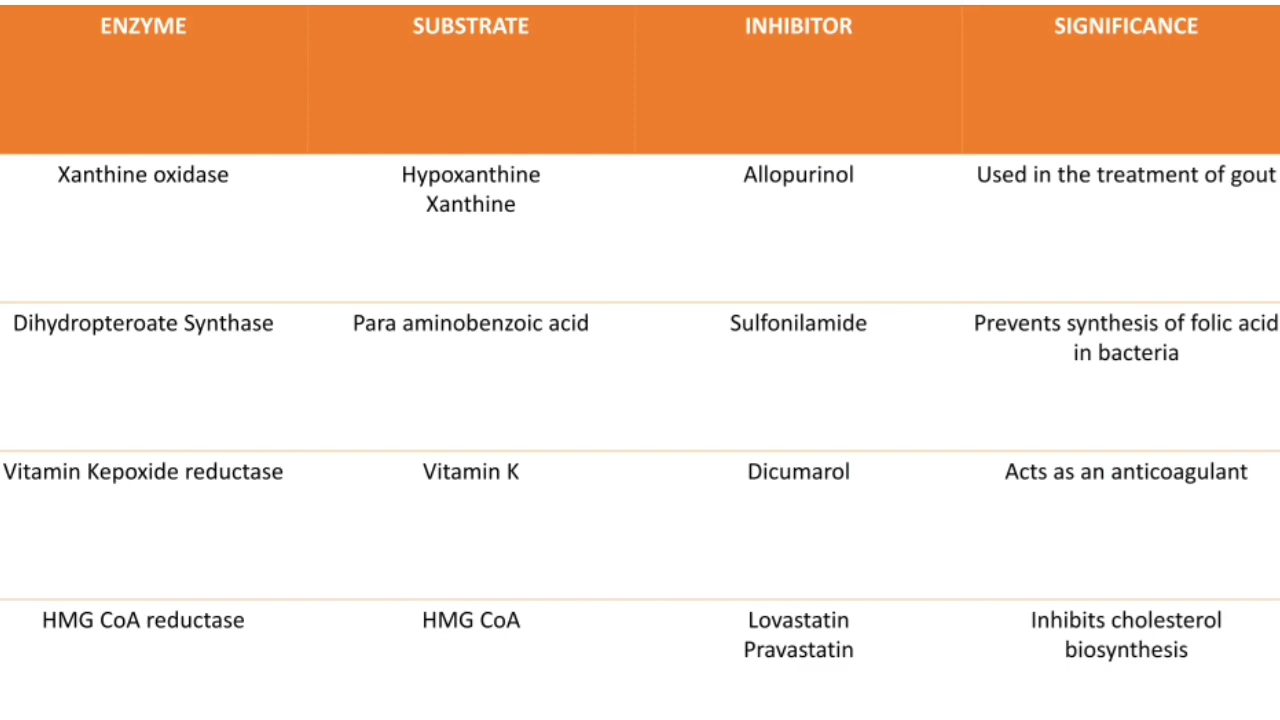 ENZYME SUBSTRATE INHIBITOR SIGNIFICANCE
Xanthine oxidase Hypoxanthine Allopurinol Used in the treatment of gout
Xanthine
Dihydropteroate Synthase Para aminobenzoic acid Sulfonilamide Prevents synthesis of folic acid
in bacteria
Vitamin Kepoxide reductase Vitamin K Dicumarol Acts as an anticoagulant
HMG CoA reductase HMG CoA Lovastatin Inhibits cholesterol
Pravastatin biosynthesis